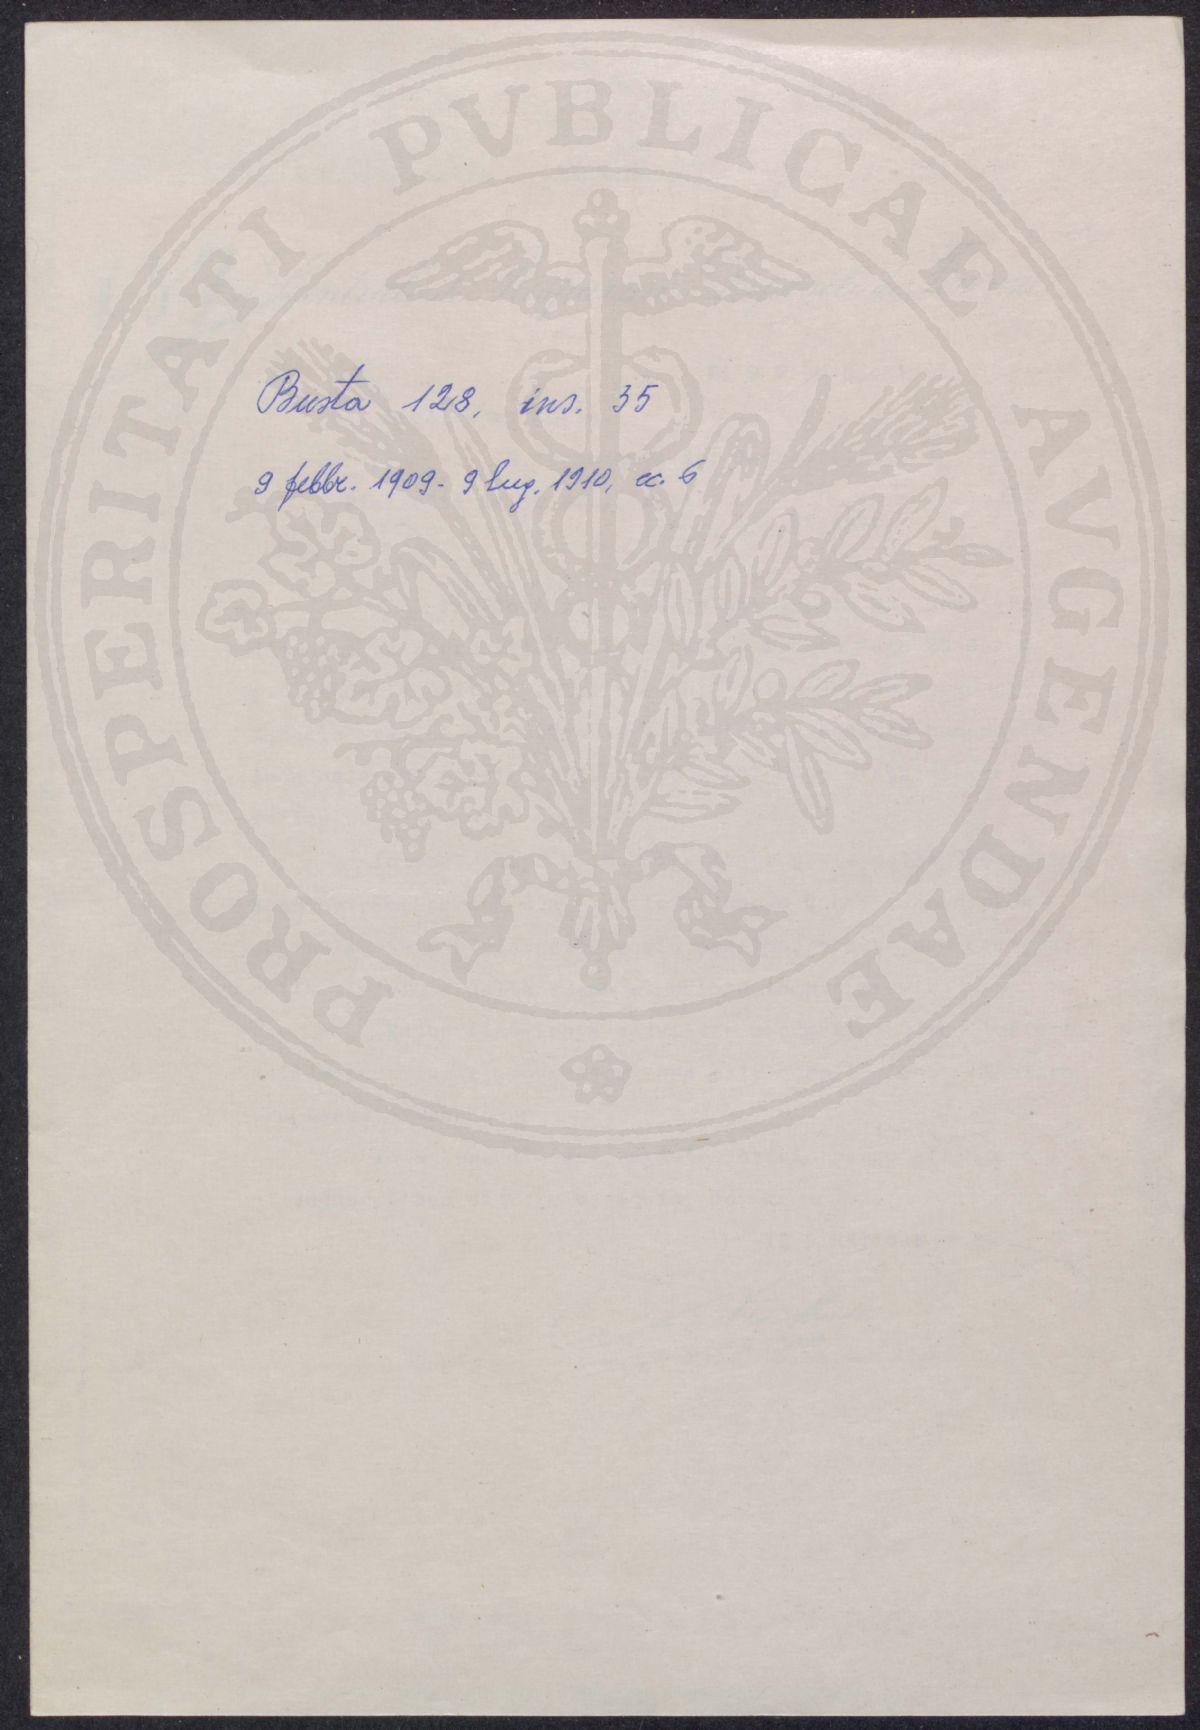 PROSPERITATI PVBLICAE AVGENDAE
Busta 128, ins. 35
9 febbr. 1909 - 9 lug. 1910, cc. 6